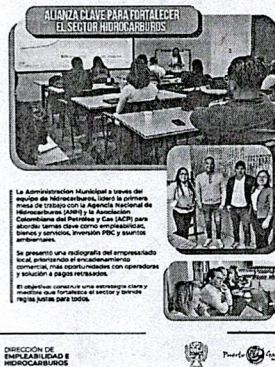 ALIANZA CLAVE PARA FORTALECER
EL SECTOR HIDROCARBUROS
La Administración Municipal a través del
equipo de hidrocarburos, lideró la primera
mesa de trabajo con la Agencia Nacional de
Hidrocarburos (ANH) y la Asociación
Colombiana del Petróleo y Gas (ACP) para
abordar temas clave como empleabilidad,
bienes y servicios, inversión PBC y asuntos
ambientales.
Se presentó una radiografía del empresariado
local, priorizando el encadenamiento
comercial, más oportunidades con operadoras
y solución a pagos retrasados.
El objetivo: construir una estrategia clara y
medible que fortalezca el sector y brinde
reglas justas para todos.
DIRECCIÓN DE
EMPLEABILIDAD E
HIDROCARBUROS
Puerto